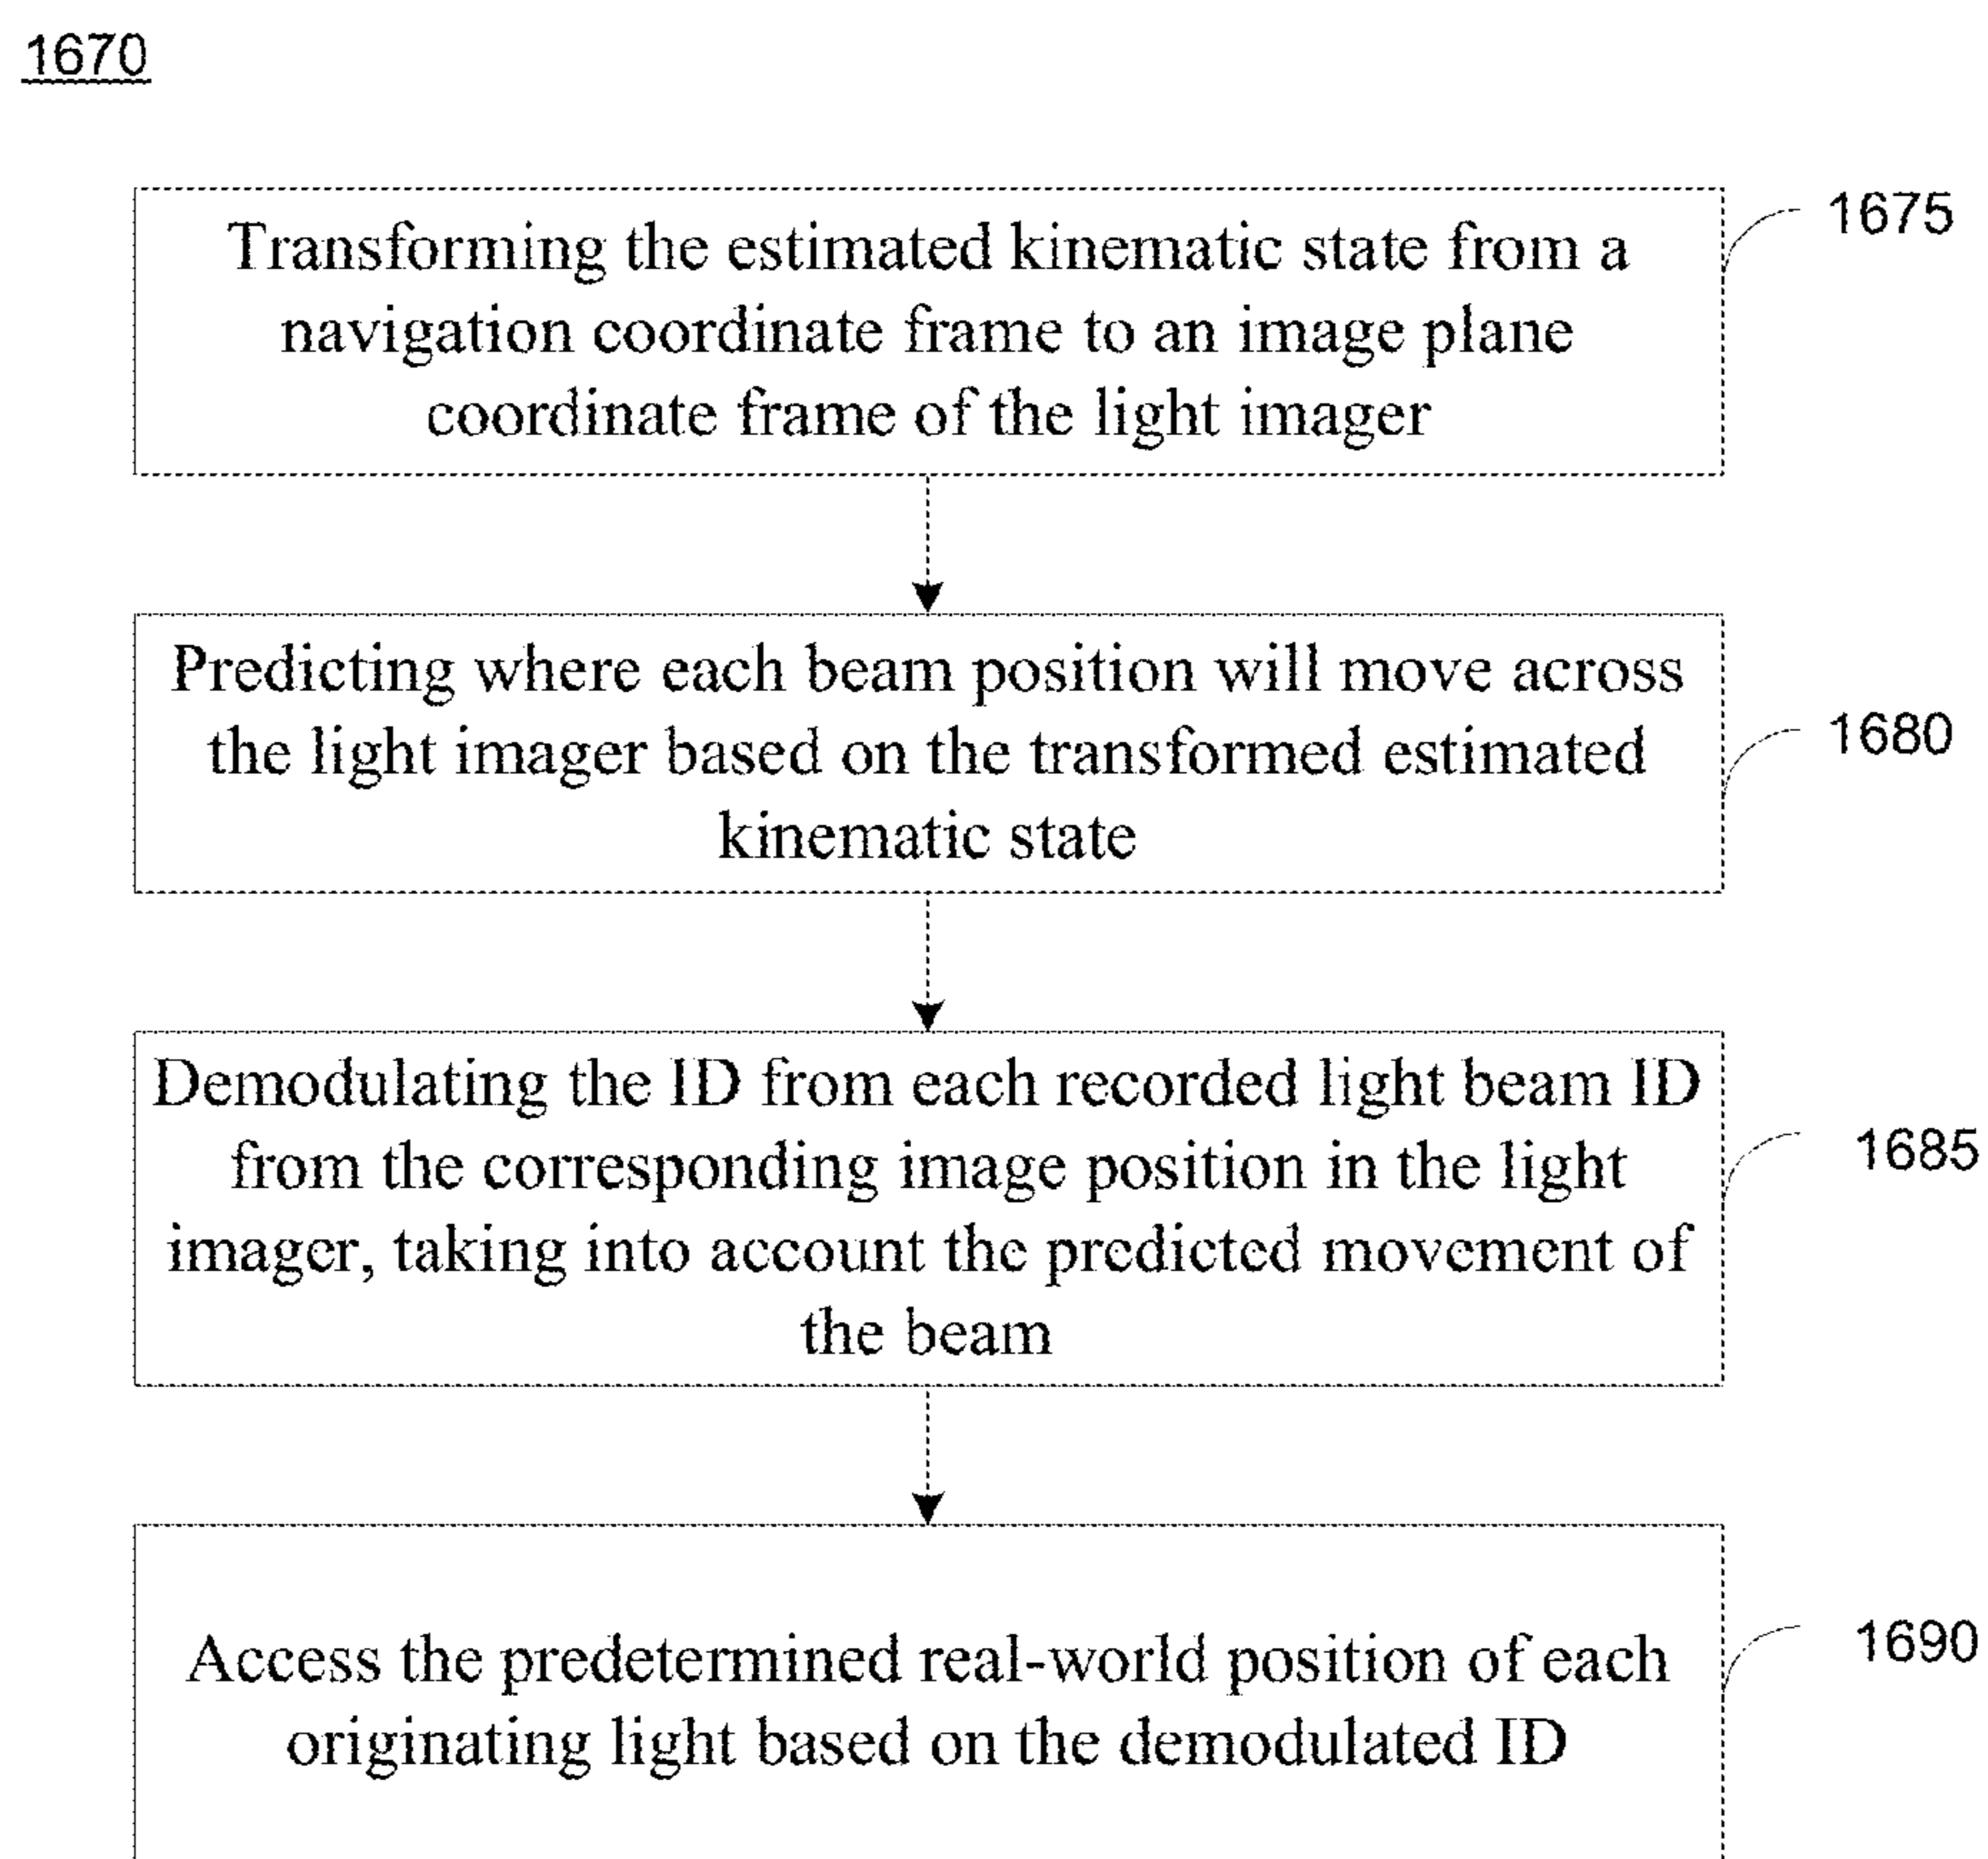 1670
Transforming the estimated kinematic state from a
navigation coordinate frame to an image plane
coordinate frame of the light imager
1675
Predicting where each beam position will move across
the light imager based on the transformed estimated
kinematic state
1680
Demodulating the ID from each recorded light beam ID
from the corresponding image position in the light
imager, taking into account the predicted movement of
the beam
1685
Access the predetermined real-world position of each
originating light based on the demodulated ID
1690